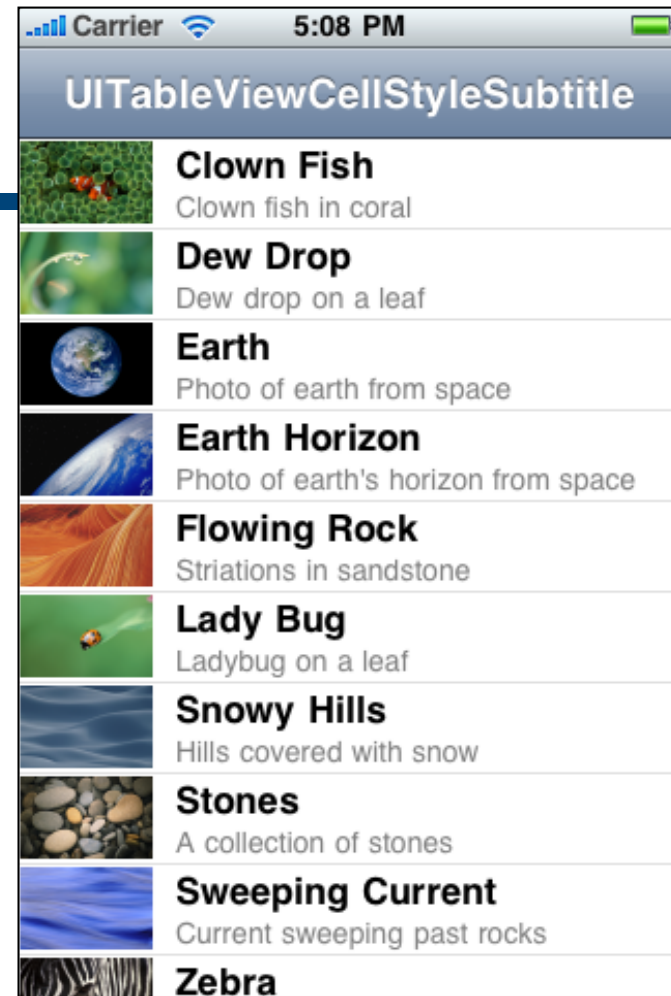 Carrier 5:08 PM
UITableViewCellStyleSubtitle
Clown Fish
Clown fish in coral
Dew Drop
Dew drop on a leaf
Earth
Photo of earth from space
Earth Horizon
Photo of earth's horizon from space
Flowing Rock
Striations in sandstone
Lady Bug
Ladybug on a leaf
Snowy Hills
Hills covered with snow
Stones
A collection of stones
Sweeping Current
Current sweeping past rocks
Zebra